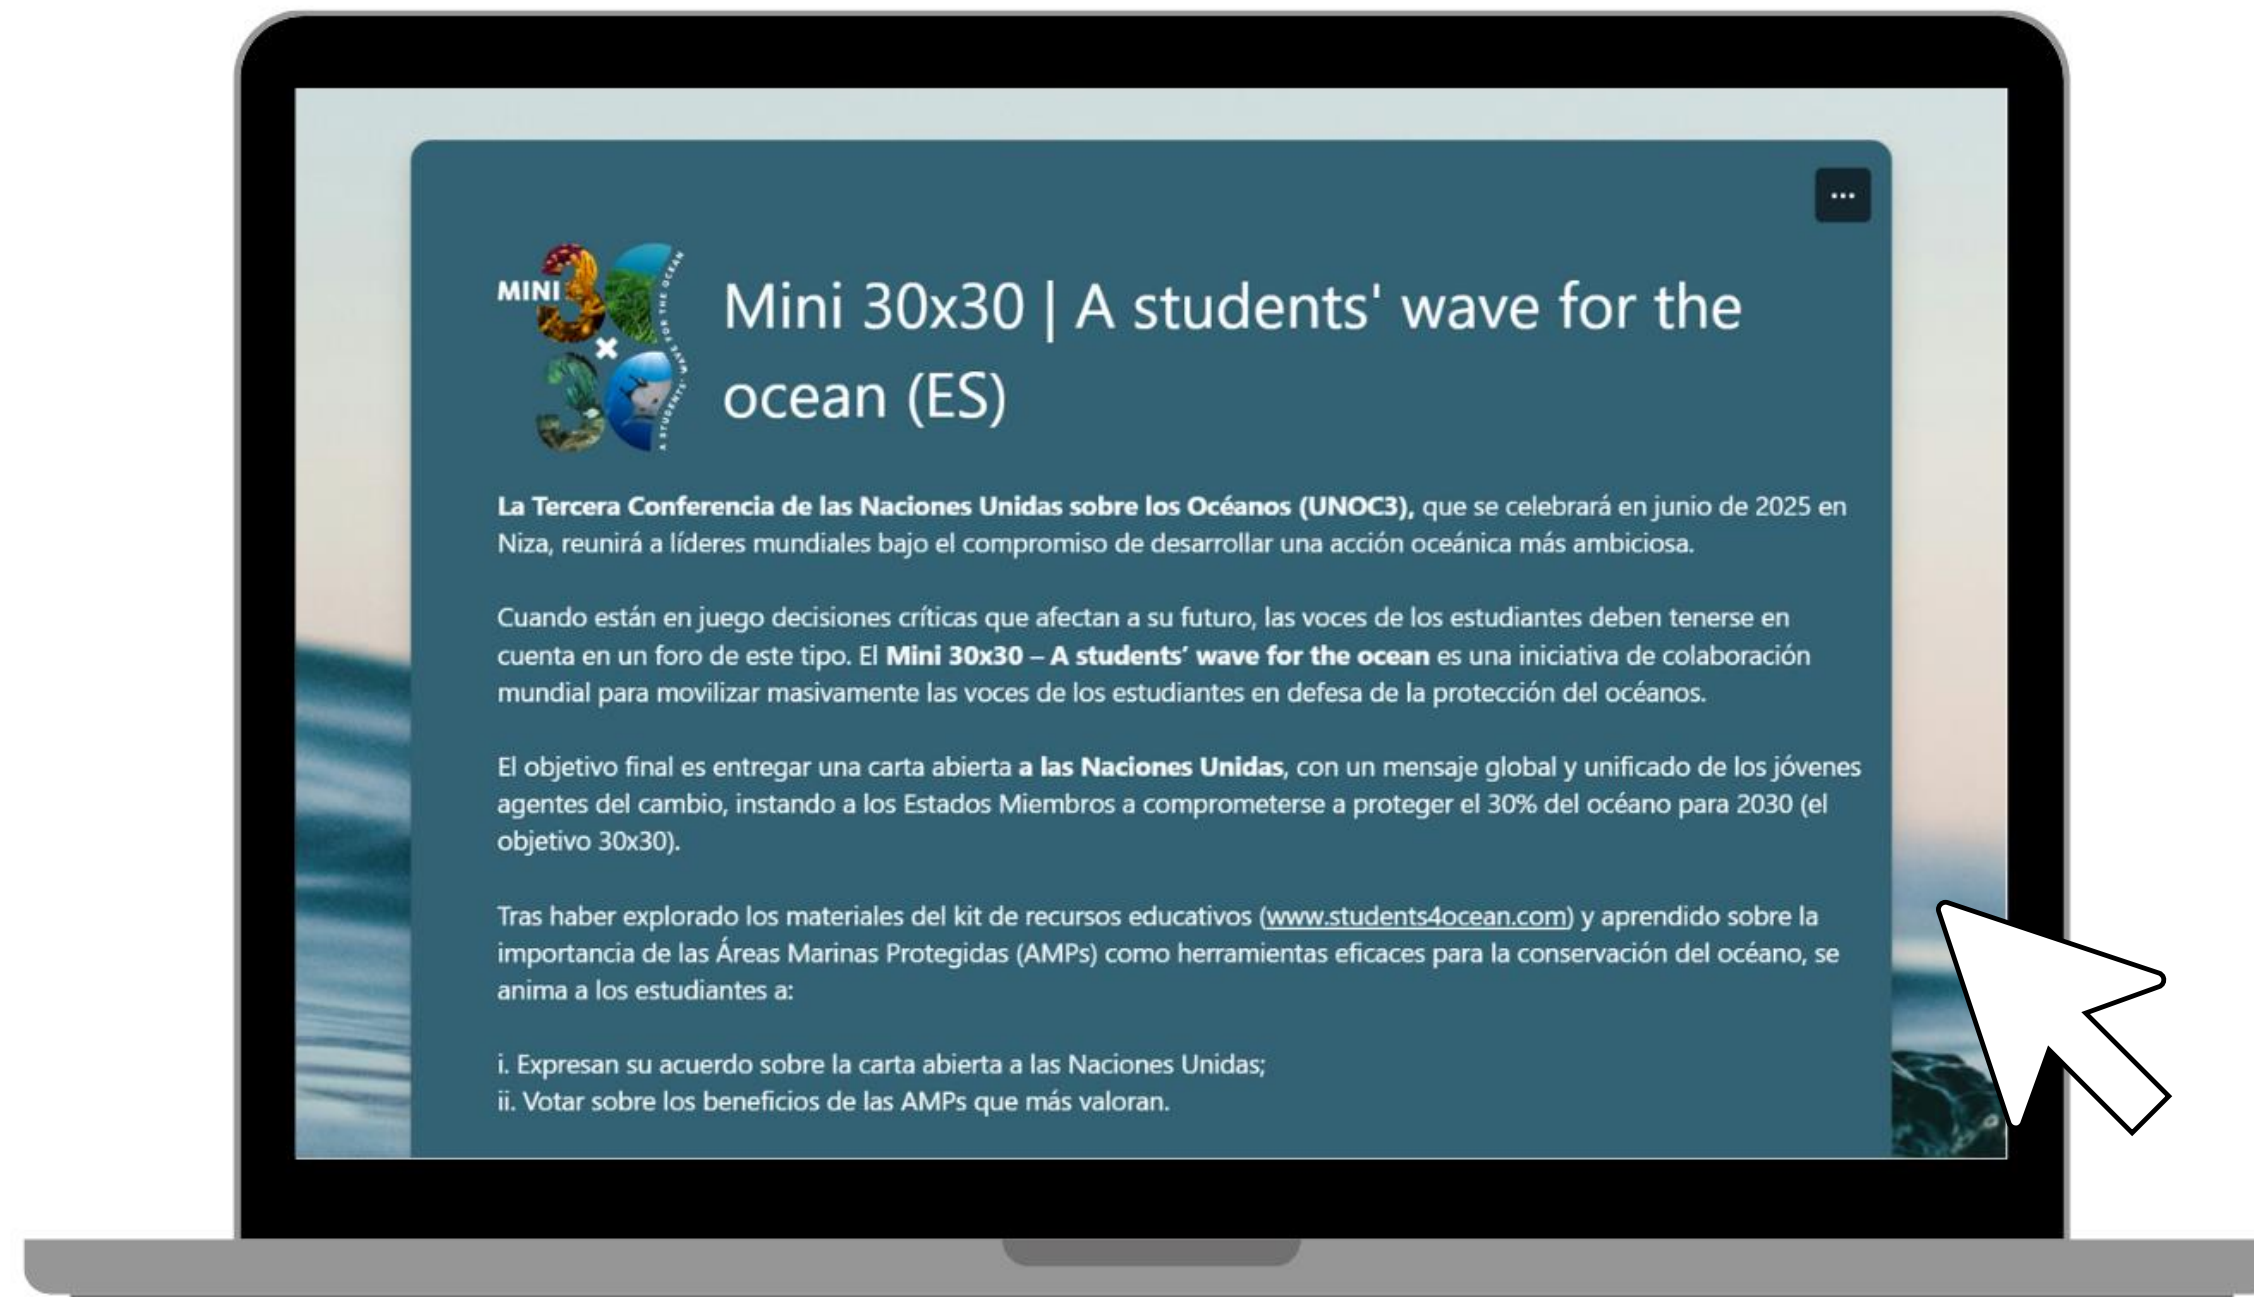 MINI
30
×
30
A STUDENTS' WAVE FOR THE OCEAN
Mini 30x30 | A students' wave for the
ocean (ES)
...
La Tercera Conferencia de las Naciones Unidas sobre los Océanos (UNOC3), que se celebrará en junio de 2025 en
Niza, reunirá a líderes mundiales bajo el compromiso de desarrollar una acción oceánica más ambiciosa.
Cuando están en juego decisiones críticas que afectan a su futuro, las voces de los estudiantes deben tenerse en
cuenta en un foro de este tipo. El Mini 30x30 – A students’ wave for the ocean es una iniciativa de colaboración
mundial para movilizar masivamente las voces de los estudiantes en defensa de la protección del océanos.
El objetivo final es entregar una carta abierta a las Naciones Unidas, con un mensaje global y unificado de los jóvenes
agentes del cambio, instando a los Estados Miembros a comprometerse a proteger el 30% del océano para 2030 (el
objetivo 30x30).
Tras haber explorado los materiales del kit de recursos educativos (www.students4ocean.com) y aprendido sobre la
importancia de las Áreas Marinas Protegidas (AMPs) como herramientas eficaces para la conservación del océano, se
anima a los estudiantes a:
i. Expresan su acuerdo sobre la carta abierta a las Naciones Unidas;
ii. Votar sobre los beneficios de las AMPs que más valoran.